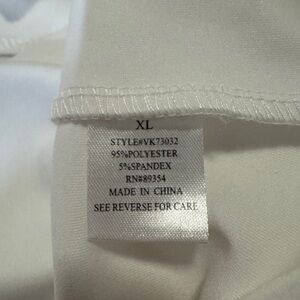 XL
STYLE#VK73032
95%POLYESTER
5%SPANDEX
RN#89354
MADE IN CHINA
SEE REVERSE FOR CARE